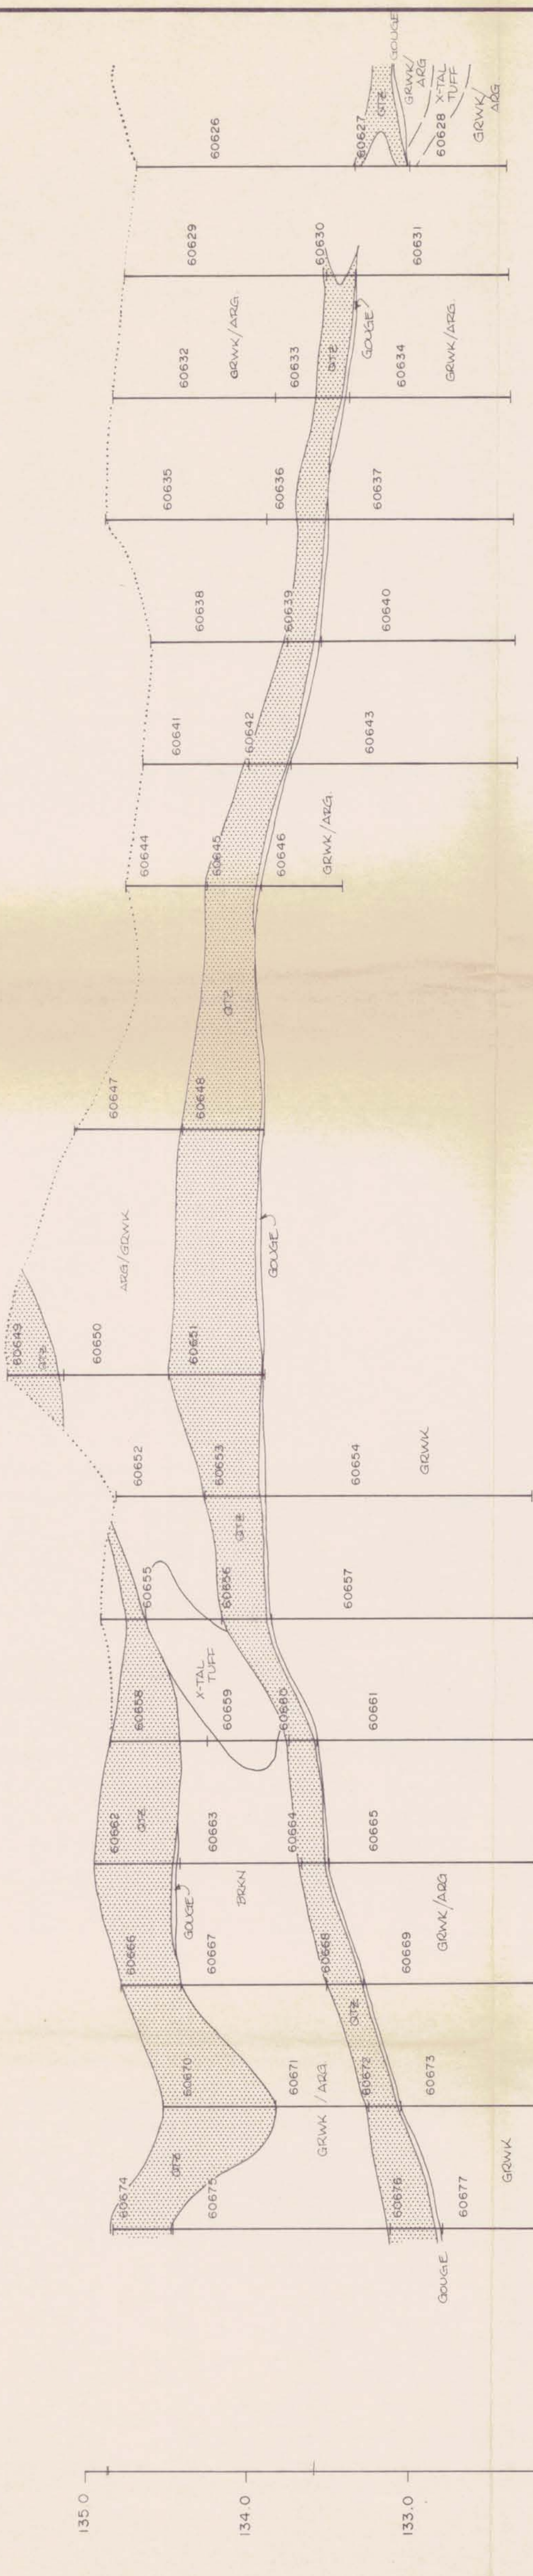 GOUGE
GRWK/
ARG
X-TAL
TUFF
GRWK/
ARG
QTZ
60626
60627
60628
60629
60630
60631
GRWK/ARG.
GOUGE
60632
60633
QTZ
60634
GRWK/ARG.
60635
60636
60637
60638
60639
60640
60641
60642
60643
60644
60645
60646
GRWK/ARG.
QTZ
60647
60648
ARG/GRWK
GOUGE
60649
QTZ
60650
60651
60652
60653
60654
GRWK
QTZ
60655
60656
60657
X-TAL
TUFF
60658
60659
60660
60661
60662
QTZ
60663
60664
60665
GOUGE
BRKN
GRWK/ARG
60666
60667
60668
60669
QTZ
60670
60671
60672
60673
GRWK/ARG
QTZ
GRWK
60674
60675
60676
60677
GOUGE
135.0
134.0
133.0